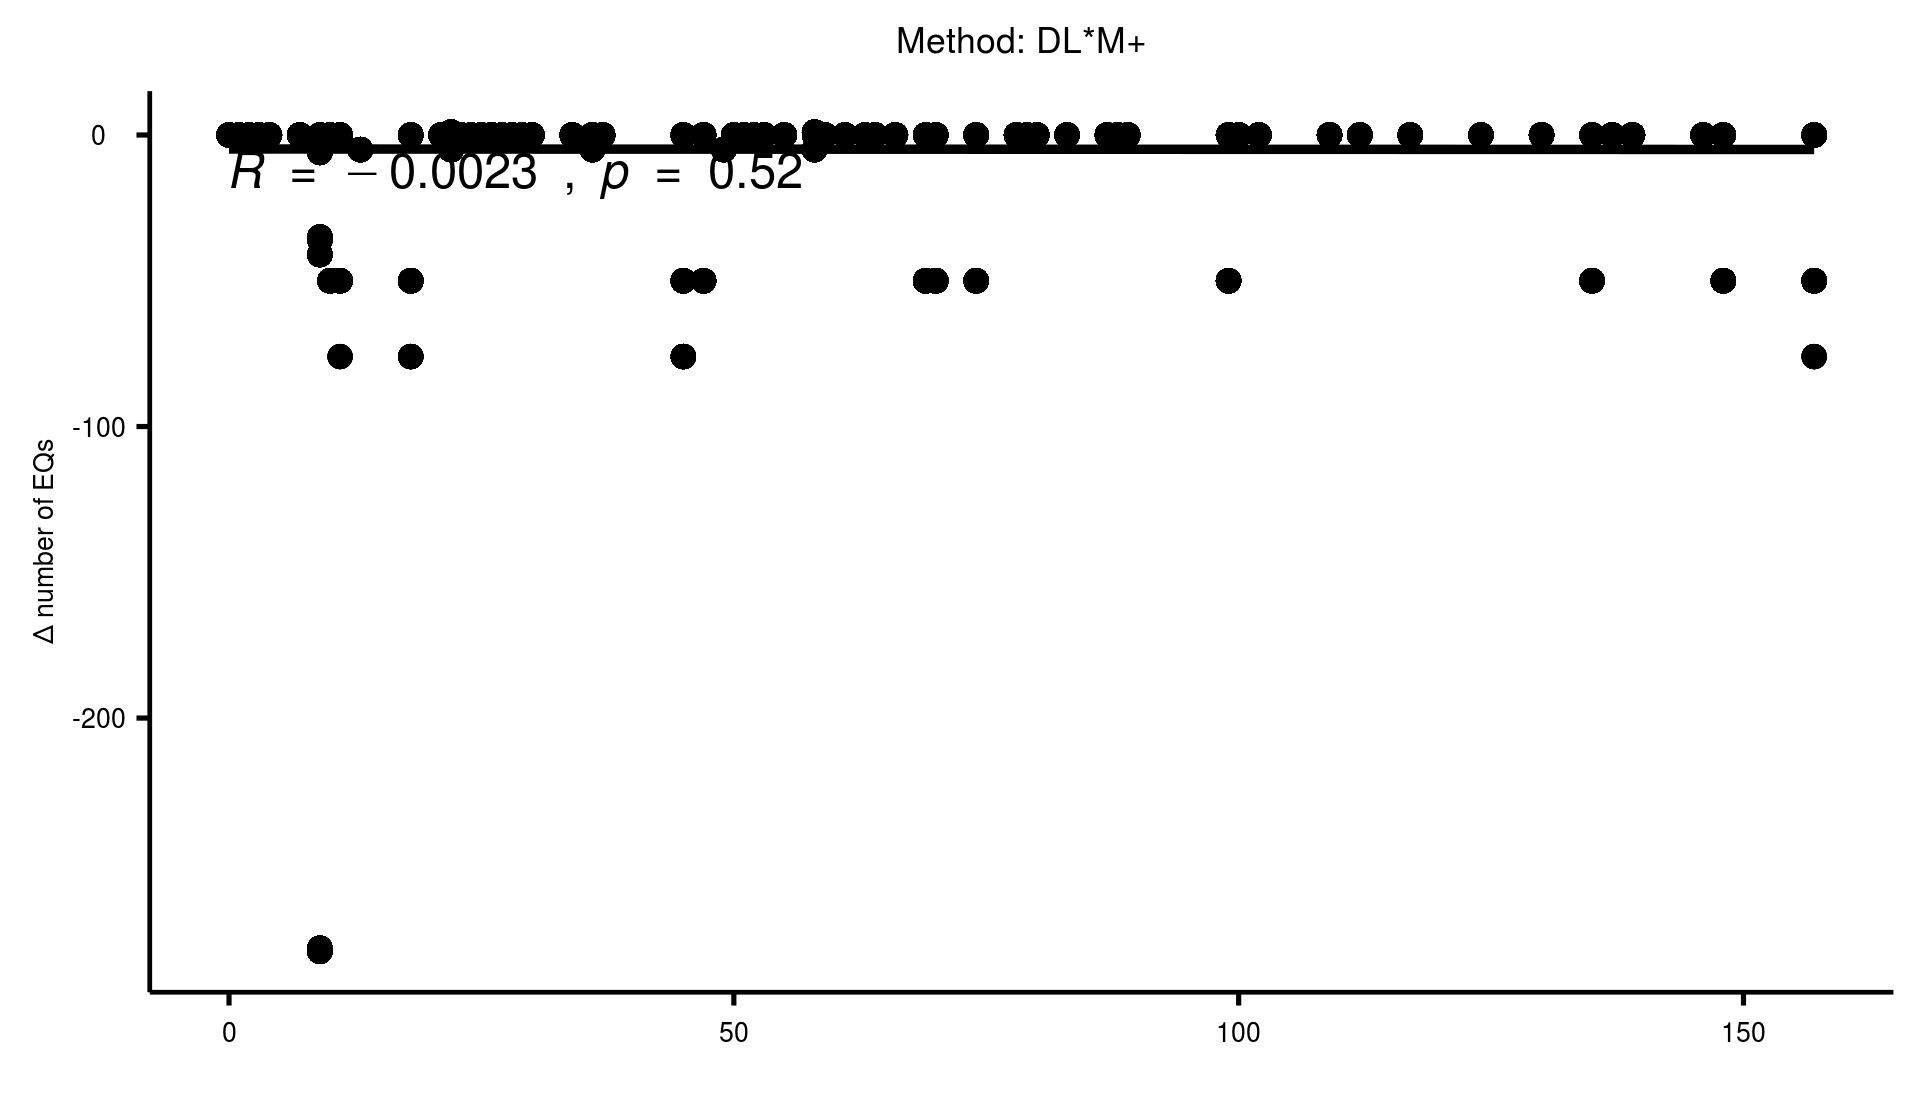 Method: DL*M+
0
R = −0.0023 , p = 0.52
-100
Δ number of EQs
-200
0 50 100 150